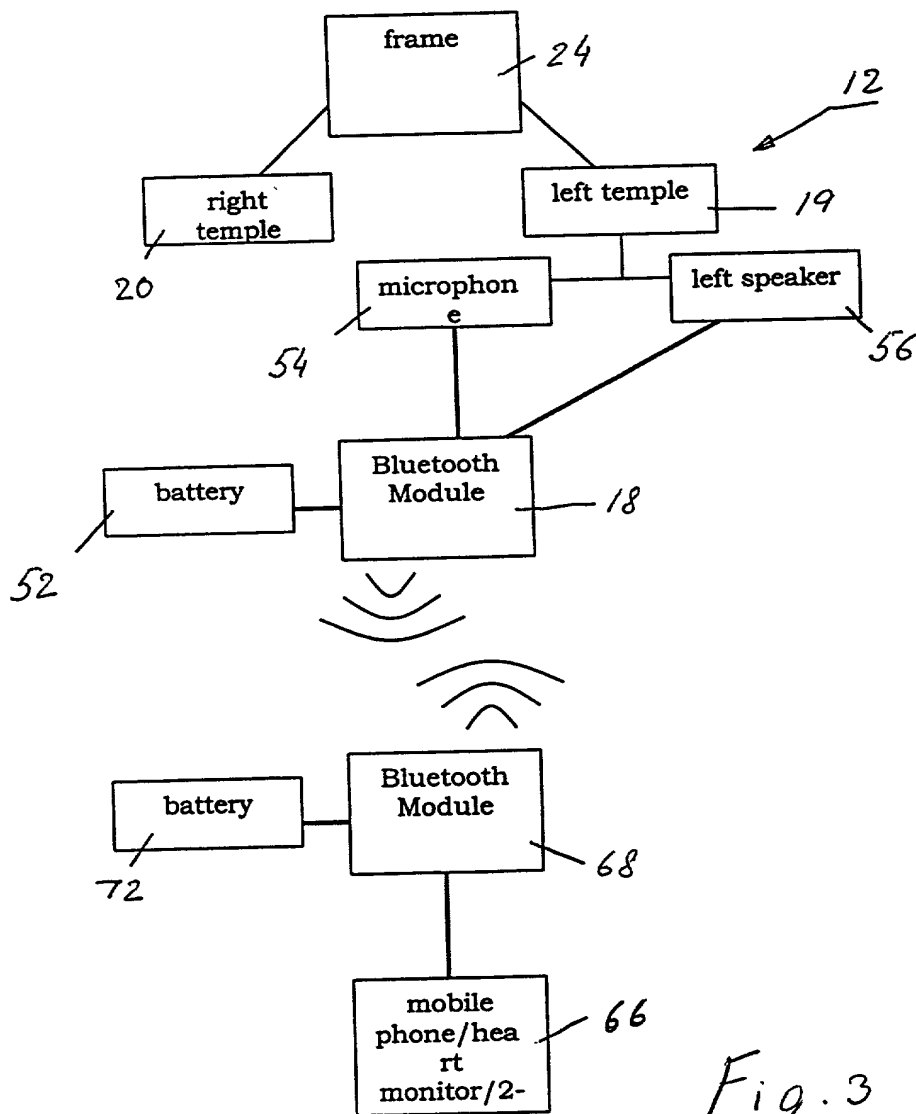 frame
24
12
right
temple
20
left temple
19
microphon
e
54
left speaker
56
battery
52
Bluetooth
Module
18
battery
72
Bluetooth
Module
68
mobile
phone/hea
rt
monitor/2-
66
Fig. 3